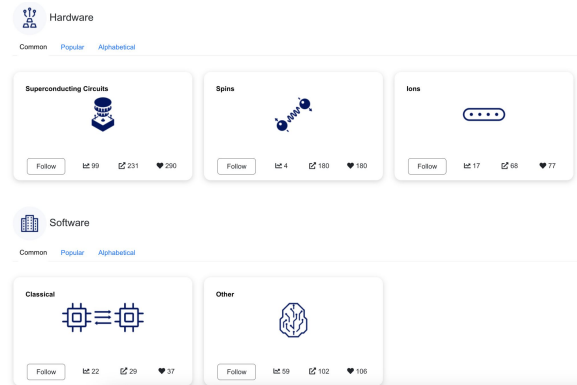 Hardware
Common Popular Alphabetical
Superconducting Circuits Spins Ions
Follow 99 231 290 Follow 4 180 180 Follow 17 68 77
Software
Common Popular Alphabetical
Classical Other
Follow 22 29 37 Follow 59 102 106